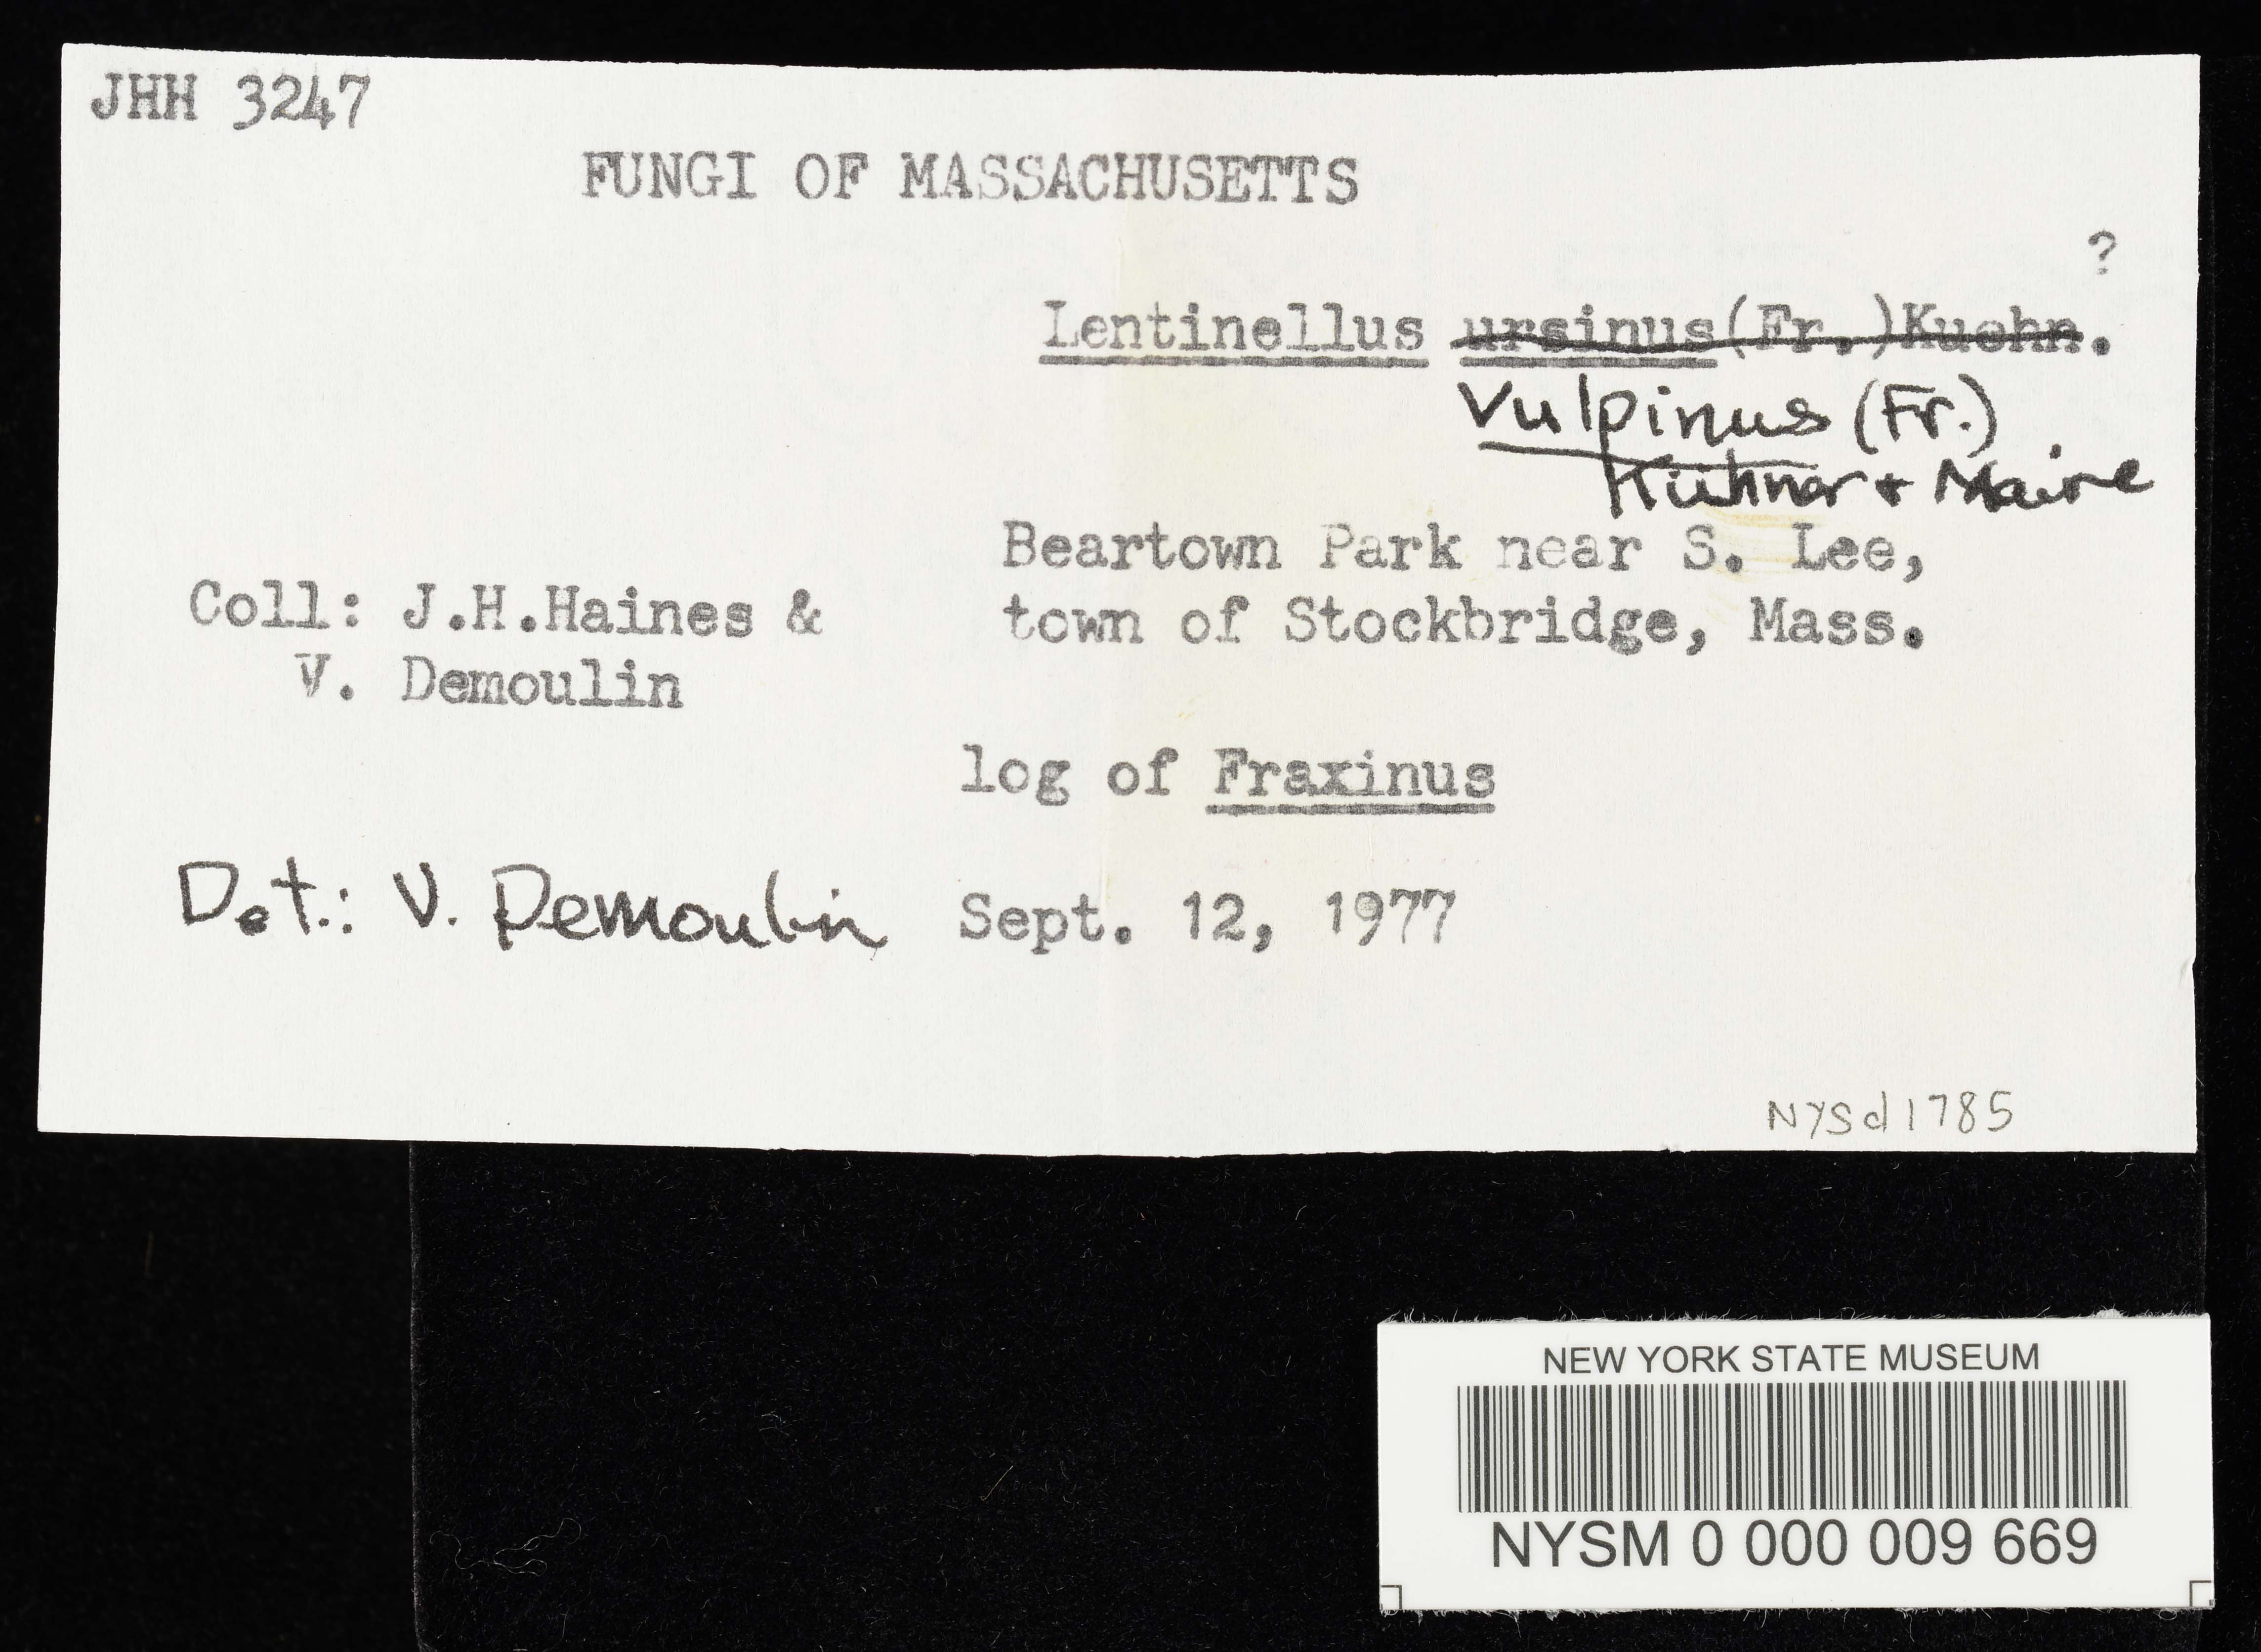 JHH 3247
FUNGI OF MASSACHUSETTS
?
Lentinellus ursinus(Fr.)Kuehn.
Vulpinus (Fr.)
Kühner + Maire
Beartown Park near S. Lee,
Coll: J.H.Haines &
town of Stockbridge, Mass.
V. Demoulin
log of Fraxinus
Det.: V. Demoulin
Sept. 12, 1977
NYSd1785
NEW YORK STATE MUSEUM
NYSM 0 000 009 669